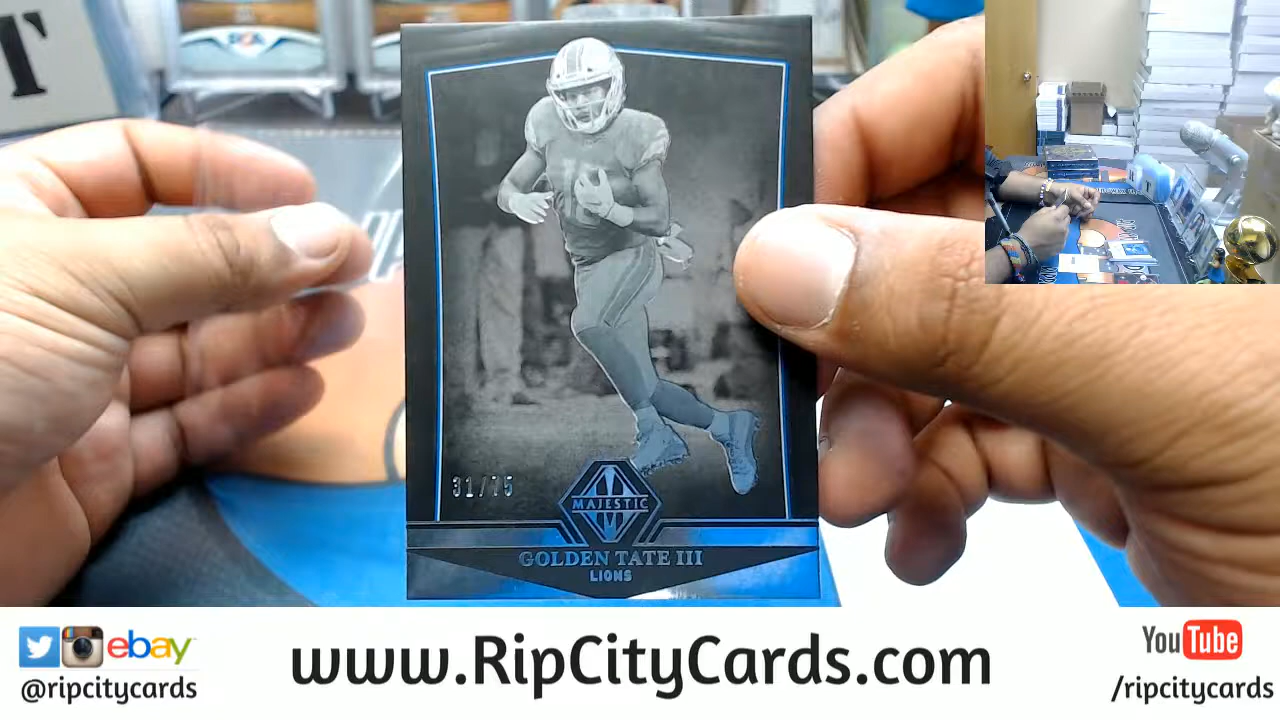 T
31/75
MAJESTIC
GOLDEN TATE III
LIONS
ebay
@ripcitycards
www.RipCityCards.com
YouTube
/ripcitycards